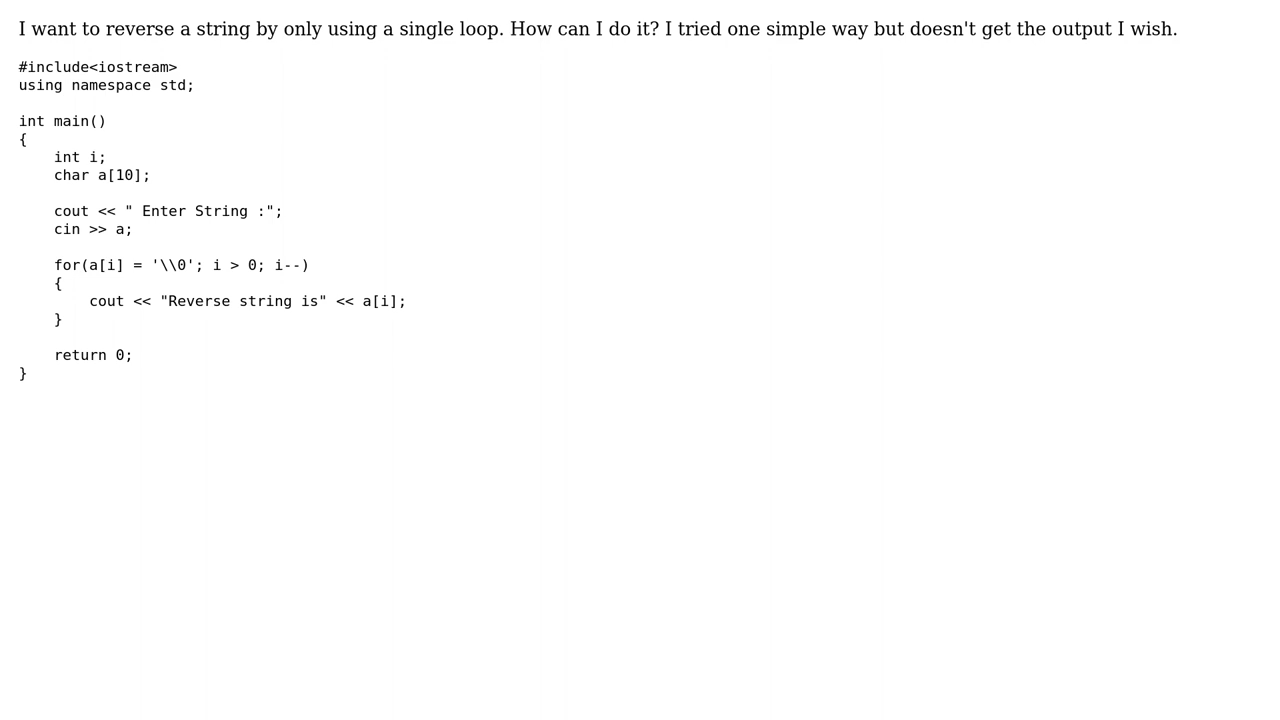 I want to reverse a string by only using a single loop. How can I do it? I tried one simple way but doesn't get the output I wish.
#include<iostream>
using namespace std;
int main()
{
    int i;
    char a[10];
    cout << " Enter String :";
    cin >> a;
    for(a[i] = '\\0'; i > 0; i--)
    {
        cout << "Reverse string is" << a[i];
    }
    return 0;
}